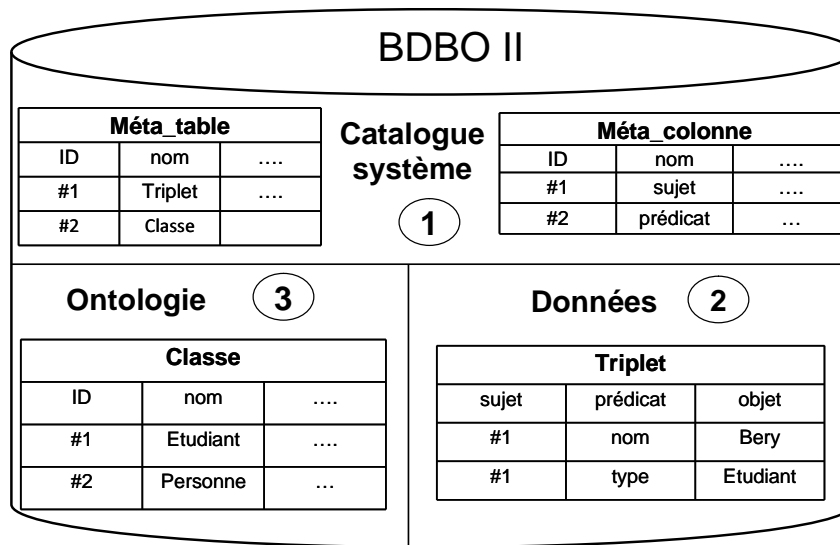 BDBO II
Méta_table
ID nom ....
#1 Triplet ....
#2 Classe
Catalogue
système
1
Méta_colonne
ID nom ....
#1 sujet ....
#2 prédicat ...
Ontologie 3
Classe
ID nom ....
#1 Etudiant ....
#2 Personne ...
Données 2
Triplet
sujet prédicat objet
#1 nom Bery
#1 type Etudiant